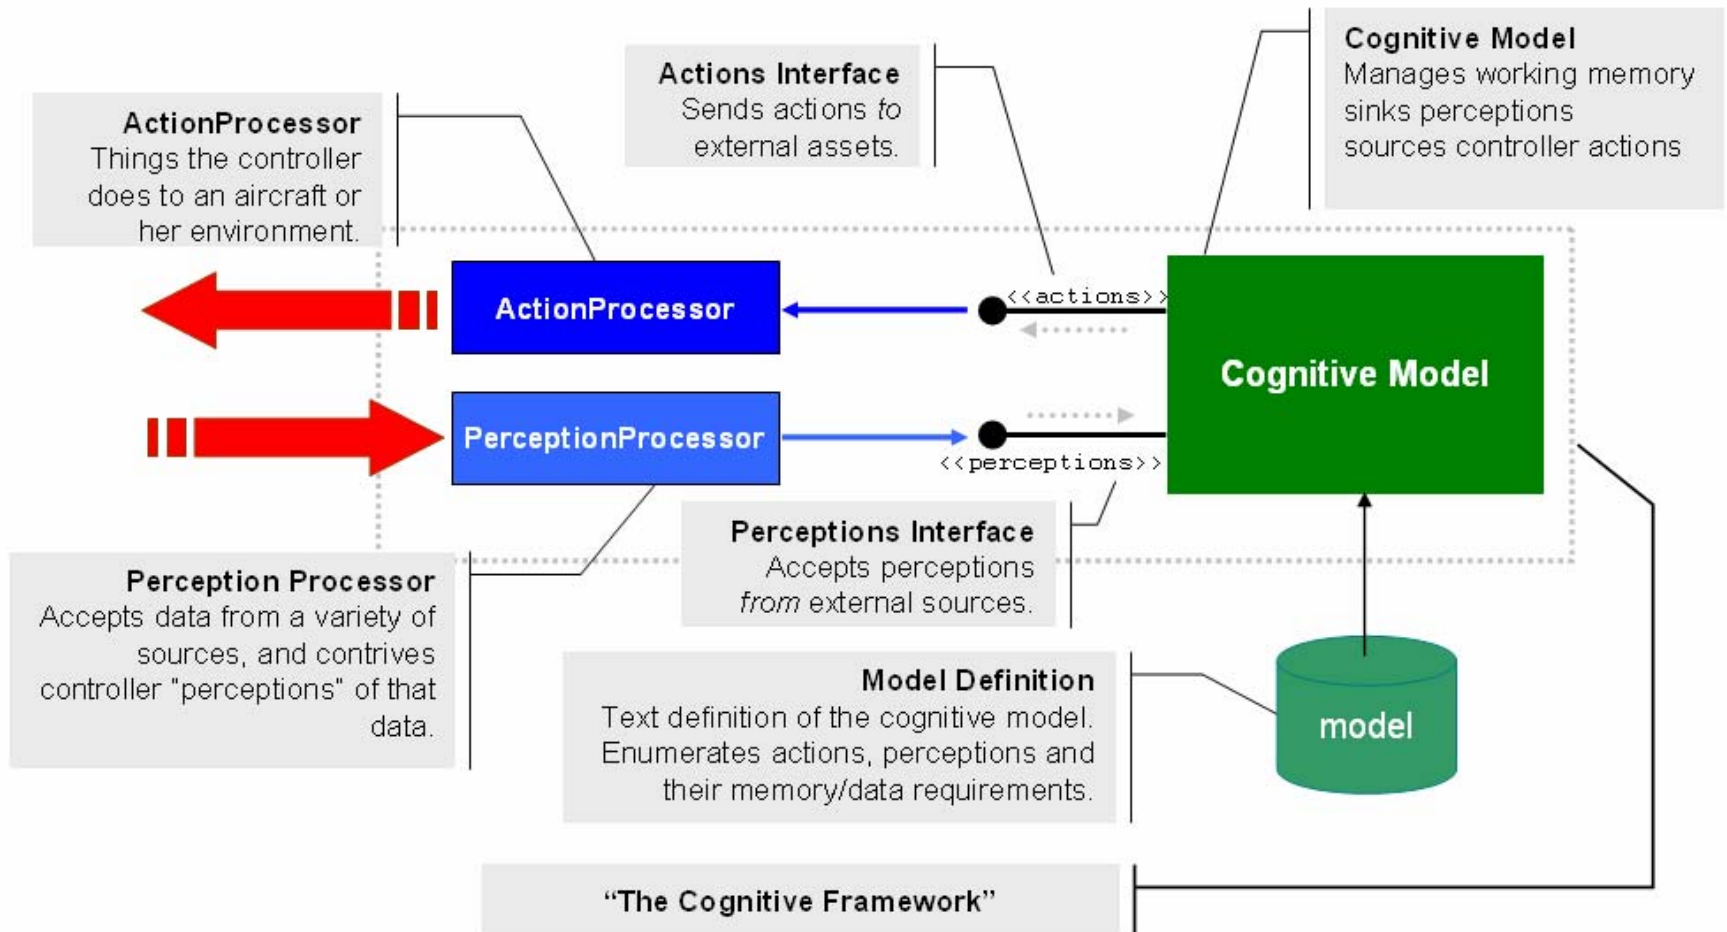 Cognitive Model
Manages working memory
sinks perceptions
sources controller actions
Actions Interface
Sends actions to
external assets.
ActionProcessor
Things the controller
does to an aircraft or
her environment.
<<actions>>
ActionProcessor
Cognitive Model
PerceptionProcessor
<<perceptions>>
Perceptions Interface
Accepts perceptions
from external sources.
Perception Processor
Accepts data from a variety of
sources, and contrives
controller "perceptions" of that
data.
Model Definition
Text definition of the cognitive model.
Enumerates actions, perceptions and
their memory/data requirements.
model
“The Cognitive Framework”